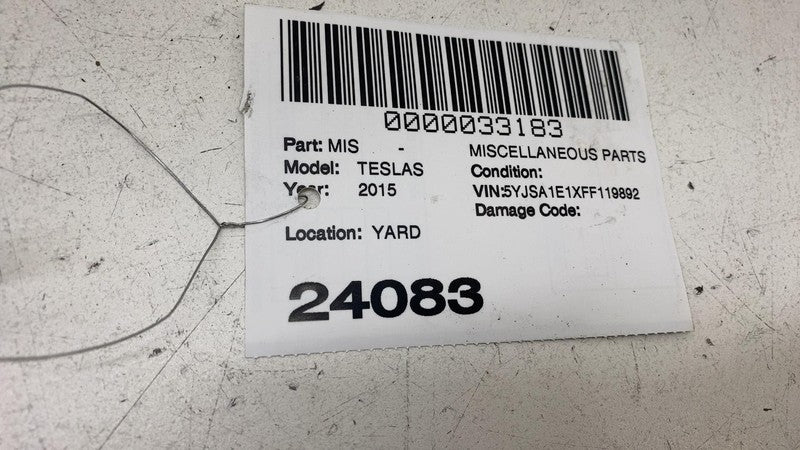 0000033183
Part: MIS - MISCELLANEOUS PARTS
Model: TESLAS Condition:
Year: 2015 VIN:5YJSA1E1XFF119892
Damage Code:
Location: YARD
24083